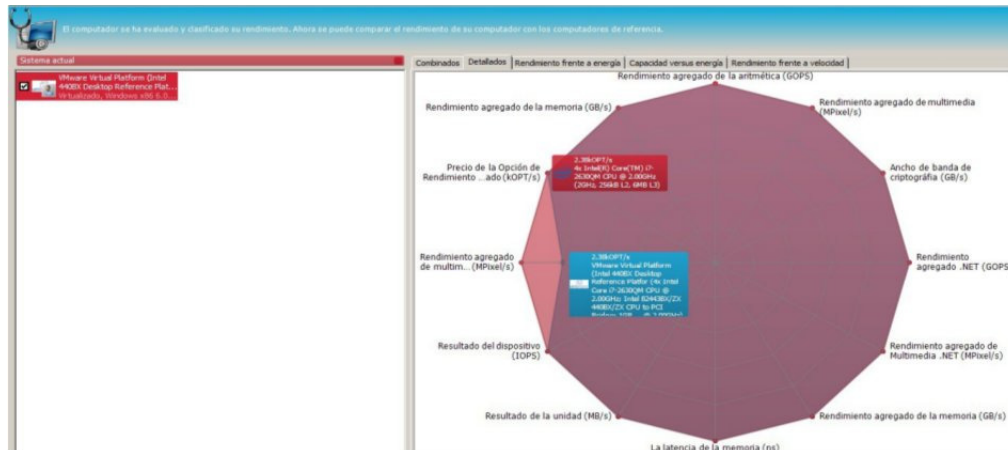 El computador se ha evaluado y clasificado su rendimiento. Ahora se puede comparar el rendimiento de su computador con los computadores de referencia.
Sistema actual
VMware Virtual Platform (Intel
440BX Desktop Reference Plat...
Virtualizado, Windows x86 6.0...
Combinados
Detallados
Rendimiento frente a energía
Capacidad versus energía
Rendimiento frente a velocidad
Rendimiento agregado de la aritmética (GOPS)
Rendimiento agregado de la memoria (GB/s)
Rendimiento agregado de multimedia
(MPixel/s)
Precio de la Opción de
Rendimiento ...ado (kOPT/s)
2.38kOPT/s
4x Intel(R) Core(TM) i7-
2630QM CPU @ 2.00GHz
(2GHz, 256kB L2, 6MB L3)
Ancho de banda de
criptográfia (GB/s)
Rendimiento agregado
de multim... (MPixel/s)
2.38kOPT/s
VMware Virtual Platform
(Intel 440BX Desktop
Reference Platfor (4x Intel
Core i7-2630QM CPU @
2.00GHz; Intel 82443BX/ZX
440BX/ZX CPU to PCI
Rendimiento
agregado .NET (GOPS
Resultado del dispositivo
(IOPS)
Rendimiento agregado de
Multimedia .NET (MPixel/s)
Resultado de la unidad (MB/s)
Rendimiento agregado de la memoria (GB/s)
La latencia de la memoria (ns)